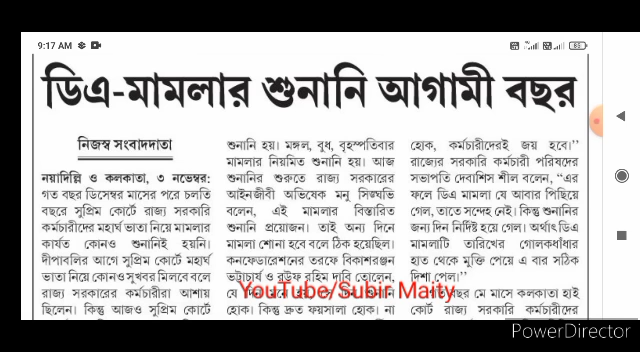 9:17 AM
ডিএ-মামলার শুনানি আগামী বছর
নিজস্ব সংবাদদাতা
নয়াদিল্লি ও কলকাতা, ৩ নভেম্বর:
গত বছর ডিসেম্বর মাসের পরে চলতি
বছরে সুপ্রিম কোর্টে রাজ্য সরকারি
কর্মচারীদের মহার্ঘ ভাতা নিয়ে মামলার
কার্যত কোনও শুনানিই হয়নি।
দীপাবলির আগে সুপ্রিম কোর্টে মহার্ঘ
ভাতা নিয়ে কোনও সুখবর মিলবে বলে
রাজ্য সরকারের কর্মচারীরা আশায়
ছিলেন। কিন্তু আজও সুপ্রিম কোর্টে
শুনানি হয়। মঙ্গল, বুধ, বৃহস্পতিবার
মামলার নিয়মিত শুনানি হয়। আজ
শুনানির শুরুতে রাজ্য সরকারের
আইনজীবী অভিষেক মনু সিঙ্ঘভি
বলেন, এই মামলার বিস্তারিত
শুনানি প্রয়োজন। তাই অন্য দিনে
মামলা শোনা হবে বলে ঠিক হয়েছিল।
কনফেডারেশনের তরফে বিকাশরঞ্জন
ভট্টাচার্য ও রউফ রহিম দাবি তোলেন,
যে দিন শুনানি
হোক। কিন্তু দ্রুত ফয়সালা হোক। না
হোক, কর্মচারীদেরই জয় হবে।’’
রাজ্যের সরকারি কর্মচারী পরিষদের
সভাপতি দেবাশিস শীল বলেন, ‘‘এর
ফলে ডিএ মামলা যে আবার পিছিয়ে
গেল, তাতে সন্দেহ নেই। কিন্তু শুনানির
জন্য দিন নির্দিষ্ট হয়ে গেল। অর্থাৎ ডিএ
মামলাটি তারিখের গোলকধাঁধার
হাত থেকে মুক্তি পেয়ে এ বার সঠিক
দিশা পেল।’’
গত বছর মে মাসে কলকাতা হাই
কোর্ট রাজ্য সরকারি কর্মচারীদের
YouTube/Subir Maity
PowerDirector